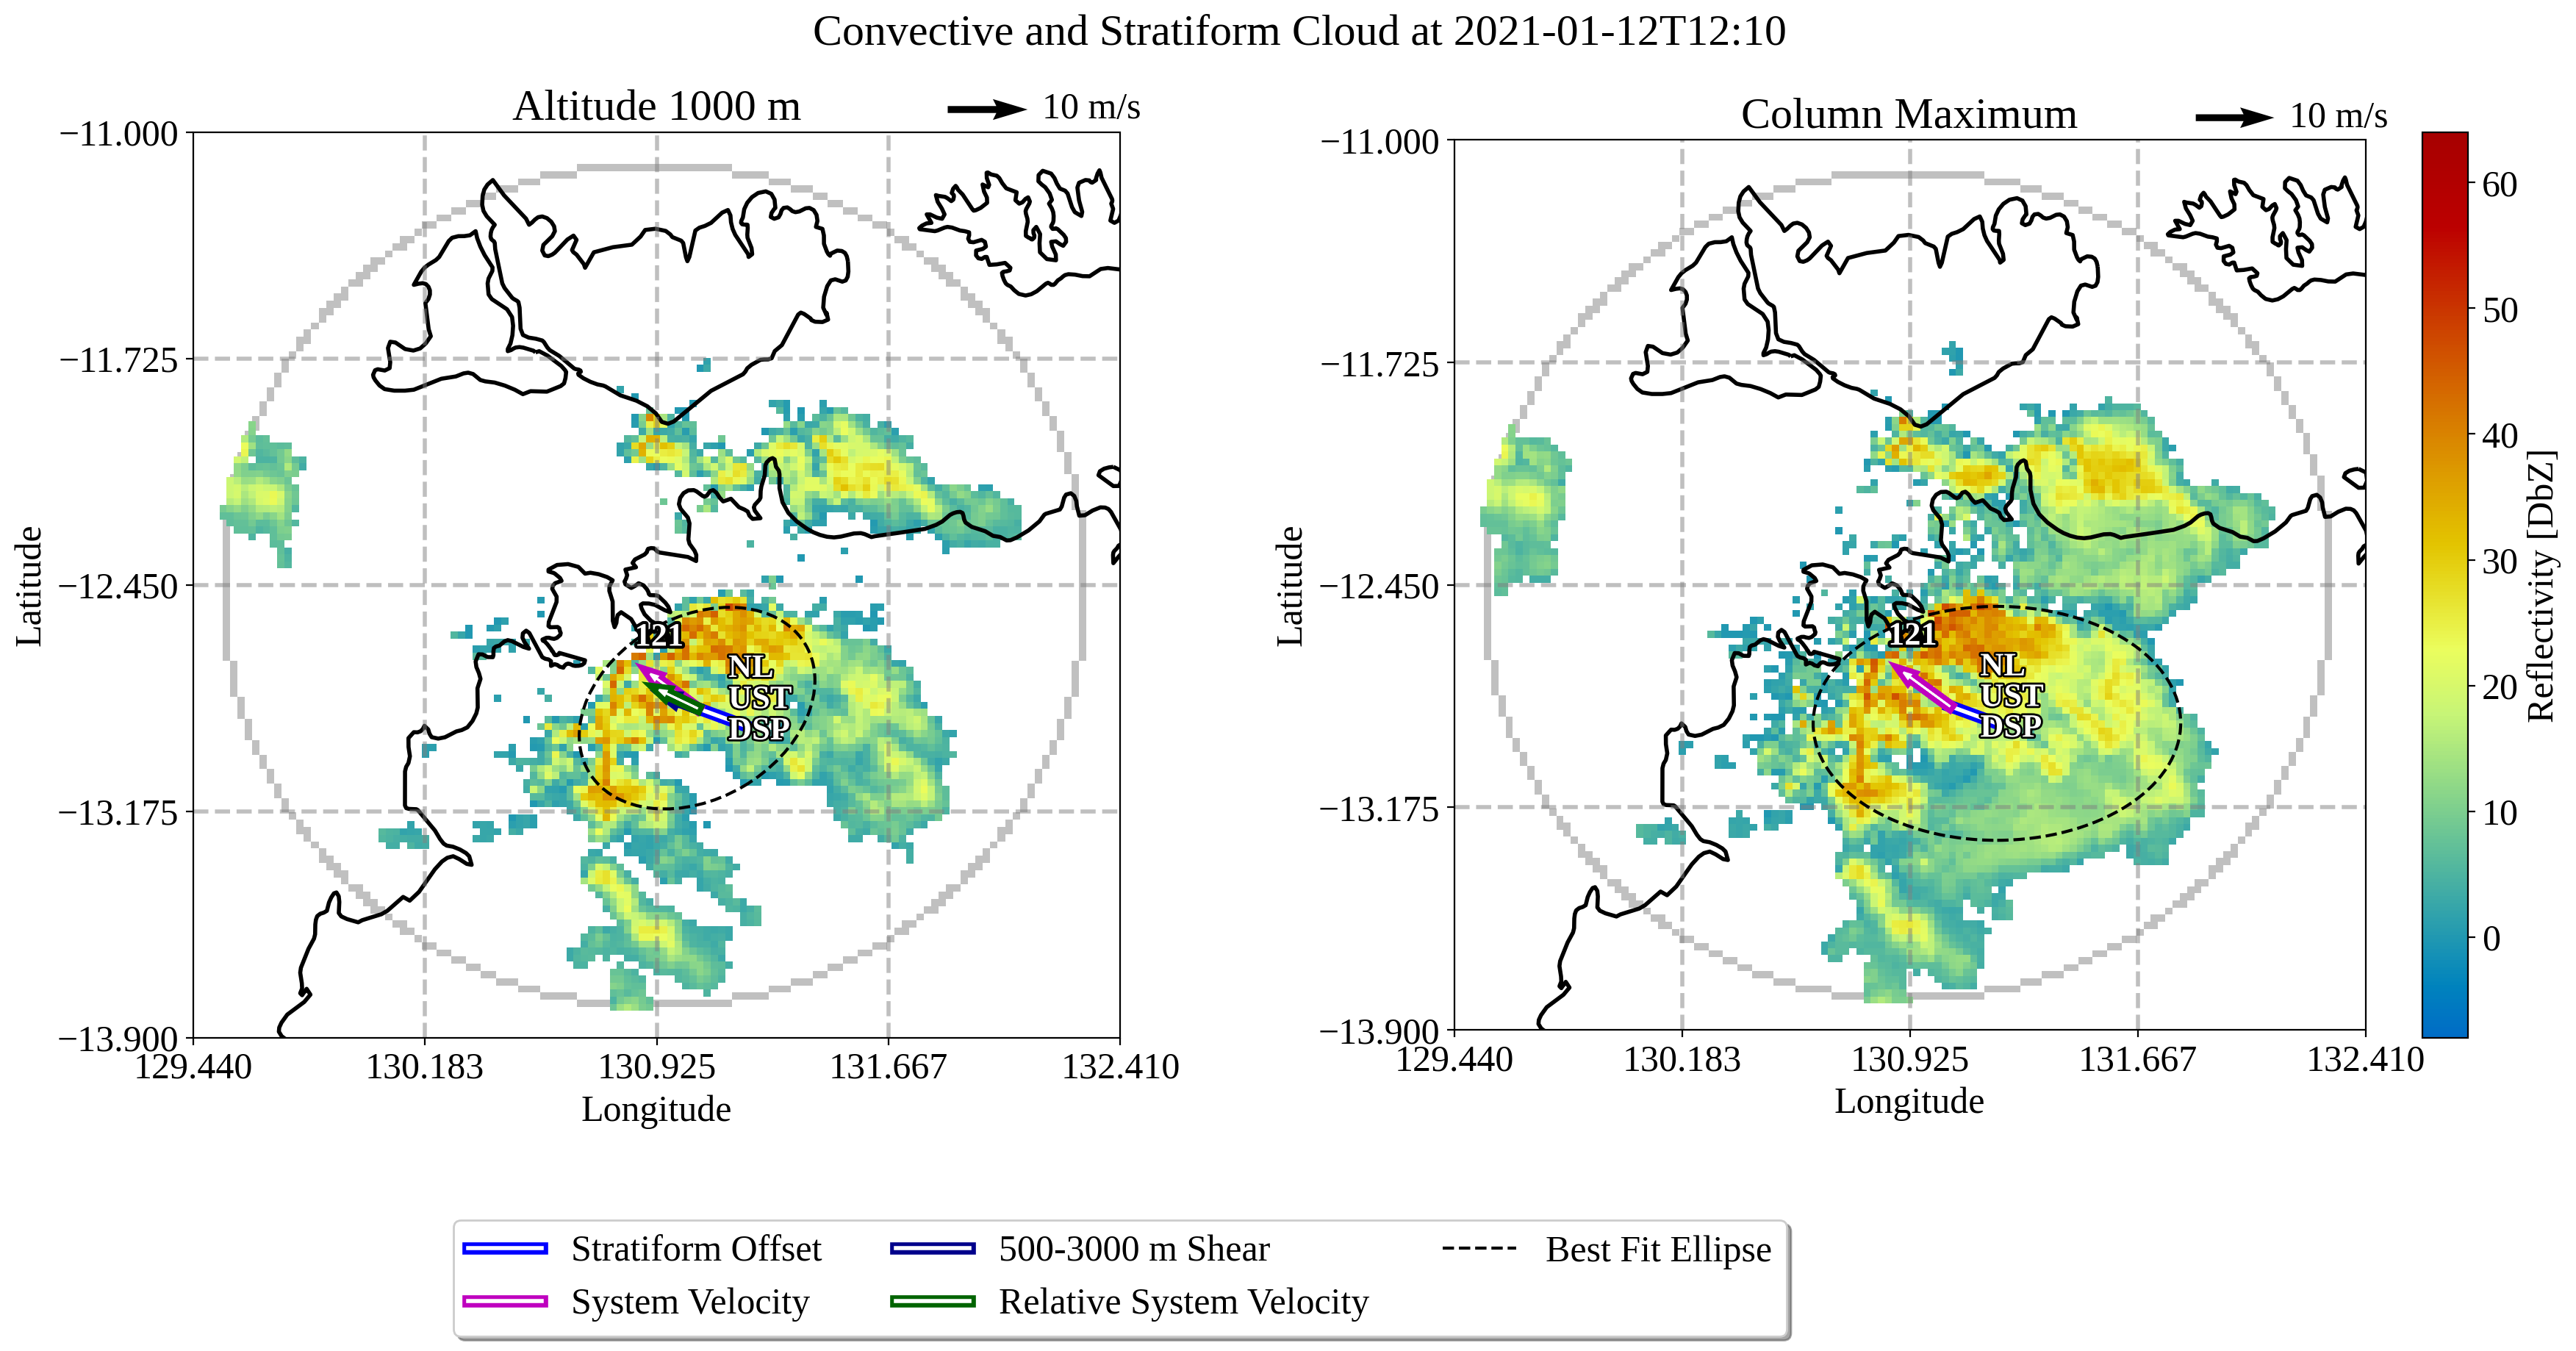 Convective and Stratiform Cloud at 2021-01-12T12:10
Altitude 1000 m
10 m/s
−11.000
−11.725
−12.450
−13.175
−13.900
Latitude
129.440
130.183
130.925
131.667
132.410
Longitude
121
NL
UST
DSP
Column Maximum
10 m/s
−11.000
−11.725
−12.450
−13.175
−13.900
Latitude
129.440
130.183
130.925
131.667
132.410
Longitude
121
NL
UST
DSP
60
50
40
30
20
10
0
Reflectivity [DbZ]
Stratiform Offset
System Velocity
500-3000 m Shear
Relative System Velocity
Best Fit Ellipse